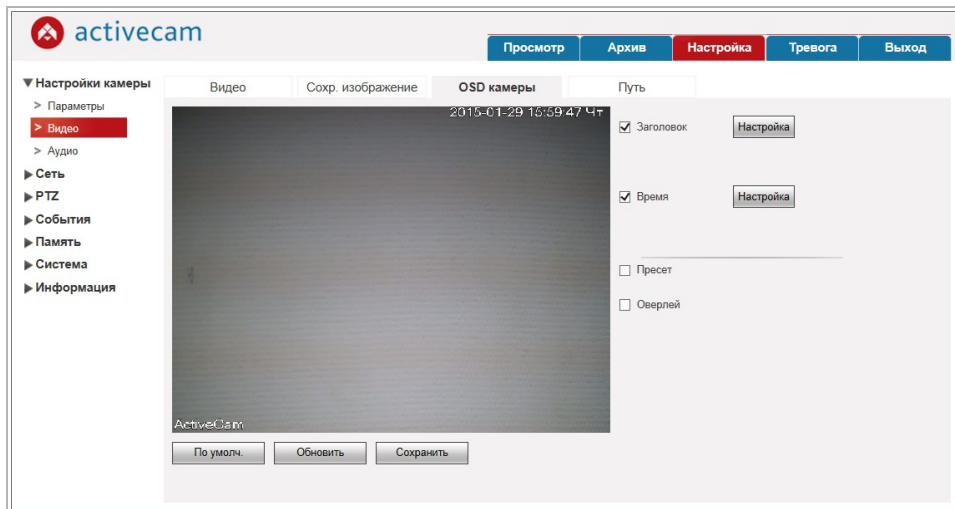 activecam
Просмотр Архив Настройка Тревога Выход
Настройки камеры
> Параметры
> Видео
> Аудио
Сеть
PTZ
События
Память
Система
Информация
Видео Сохр. изображение OSD камеры Путь
2015-01-29 15:59:47 Чт
ActiveCam
Заголовок Настройка
Время Настройка
Пресет
Оверлей
По умолч. Обновить Сохранить